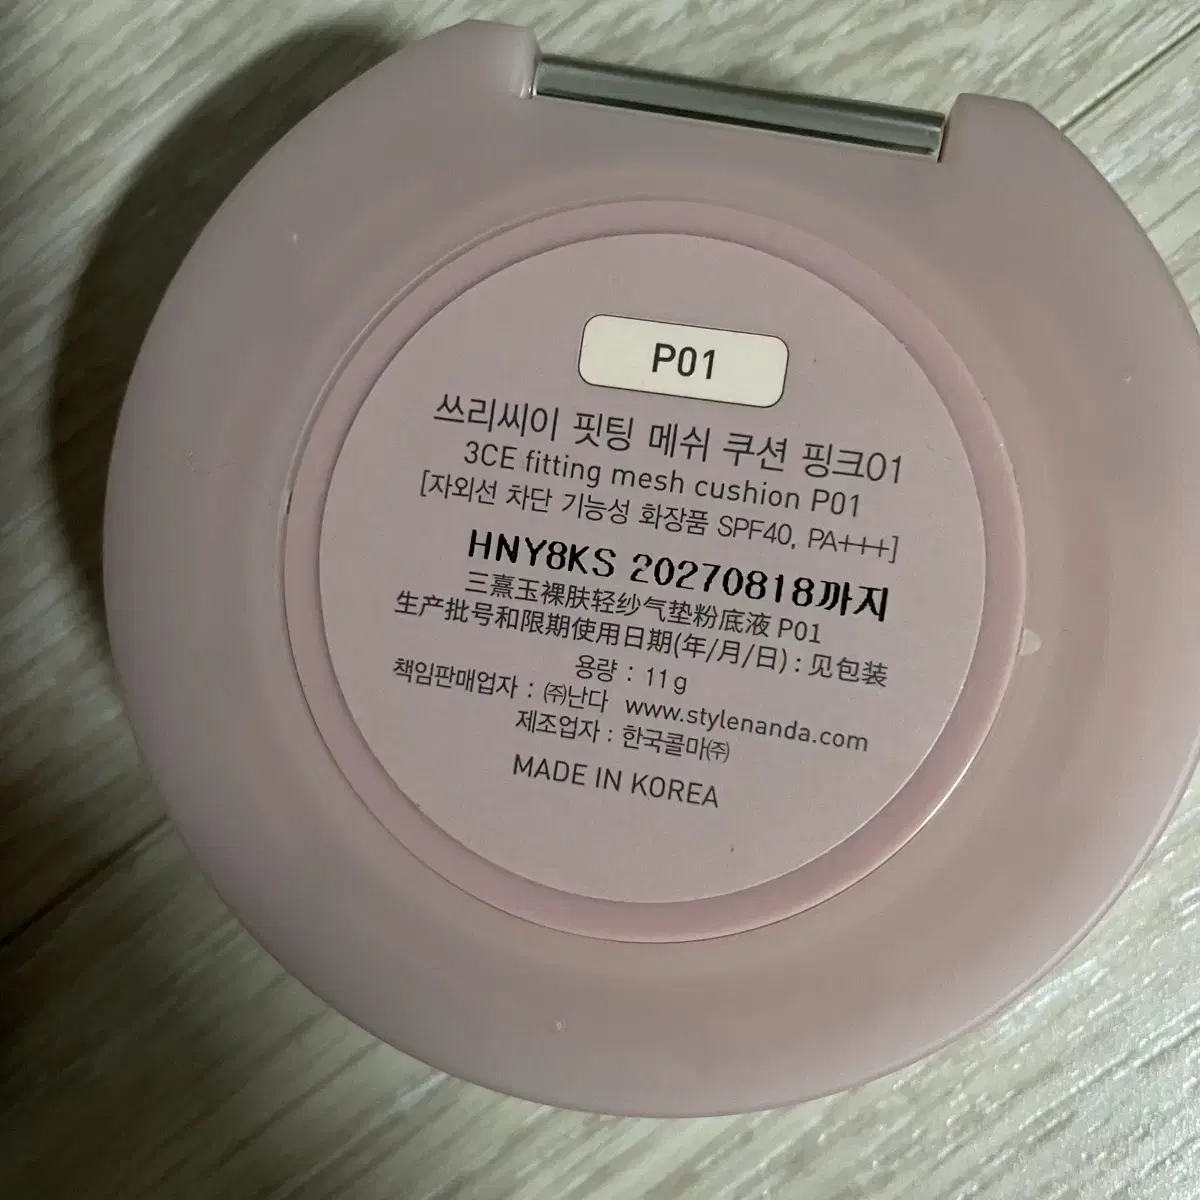 P01
쓰리씨이 핏팅 메쉬 쿠션 핑크01
3CE fitting mesh cushion P01
[자외선 차단 기능성 화장품 SPF40, PA+++]
HNY8KS 20270818까지
三熹玉裸肤轻纱气垫粉底液 P01
生产批号和限期使用日期(年/月/日) : 见包装
용량 : 11g
책임판매업자 : ㈜난다 www.stylenanda.com
제조업자 : 한국콜마㈜
MADE IN KOREA